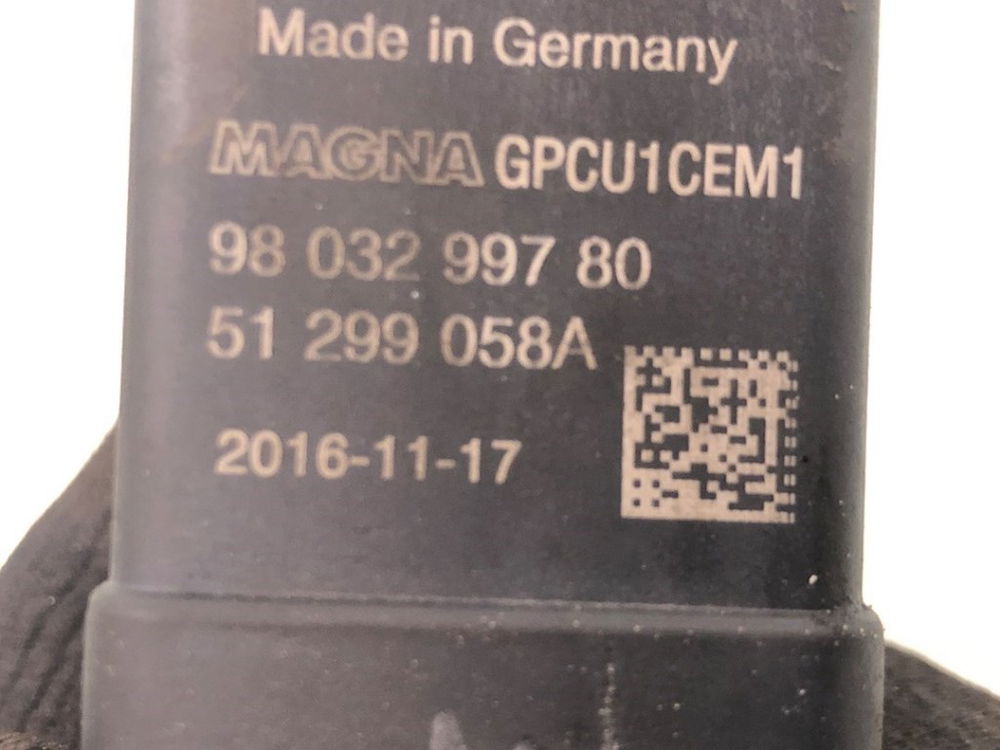 Made in Germany
MAGNA GPCU1CEM1
98 032 997 80
51 299 058A
2016-11-17